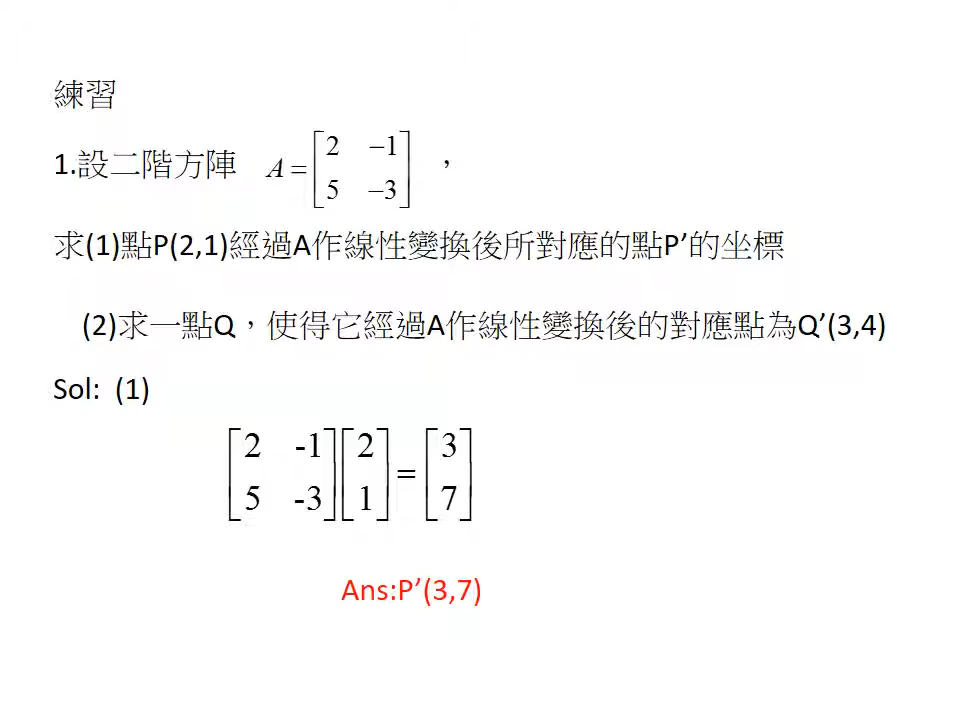 練習
1.設二階方陣 A = [2 −1; 5 −3] ，
求(1)點P(2,1)經過A作線性變換後所對應的點P’的坐標
(2)求一點Q，使得它經過A作線性變換後的對應點為Q’(3,4)
Sol: (1)
[2 -1; 5 -3] [2; 1] = [3; 7]
Ans:P’(3,7)